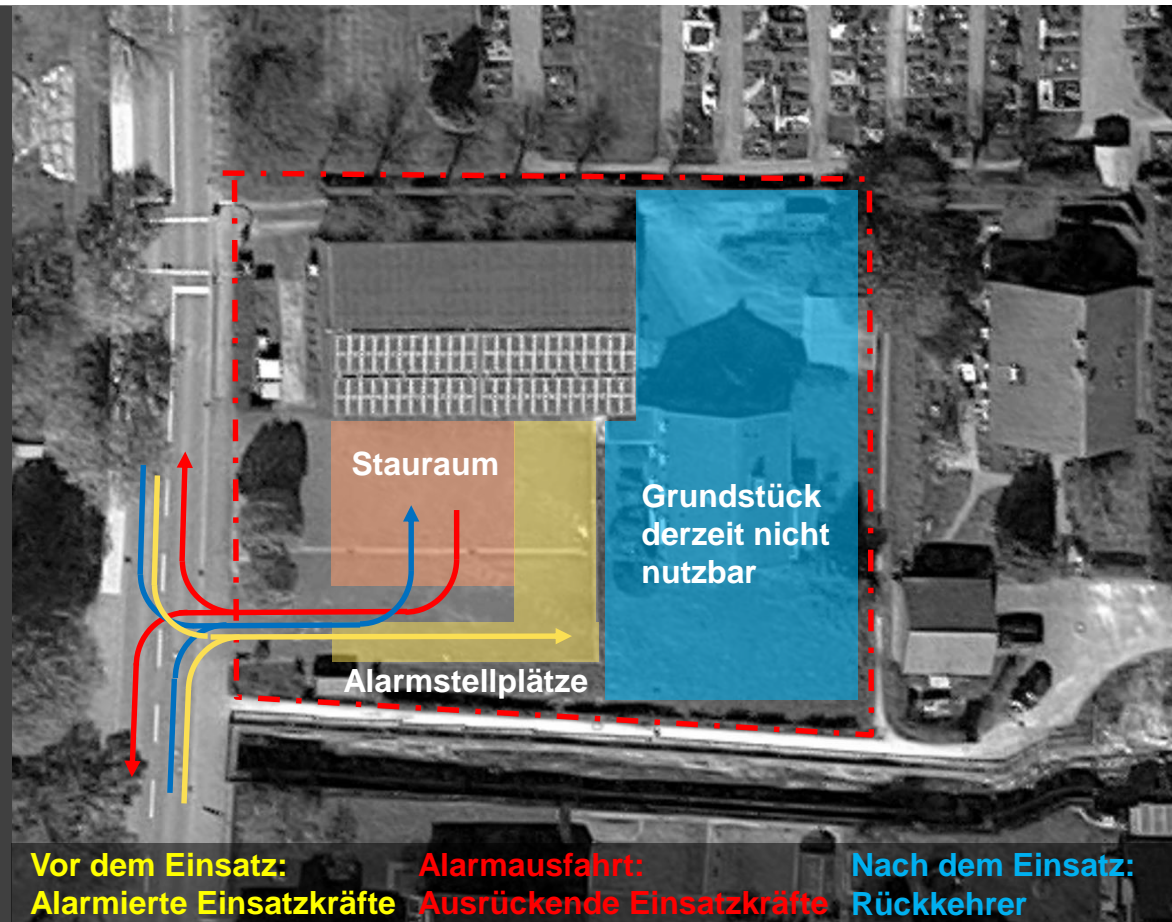 Stauraum
Grundstück
derzeit nicht
nutzbar
Alarmstellplätze
Vor dem Einsatz:
Alarmierte Einsatzkräfte
Alarmausfahrt:
Ausrückende Einsatzkräfte
Nach dem Einsatz:
Rückkehrer